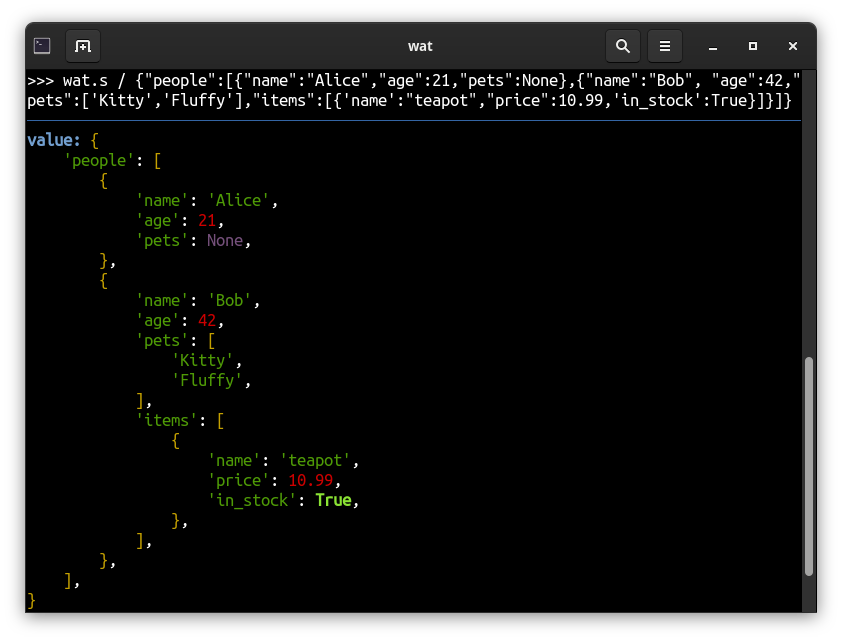 wat
>>> wat.s / {"people":[{"name":"Alice","age":21,"pets":None},{"name":"Bob", "age":42,"
pets":['Kitty','Fluffy'],"items":[{'name':"teapot","price":10.99,'in_stock':True}]}]}
value: {
    'people': [
        {
            'name': 'Alice',
            'age': 21,
            'pets': None,
        },
        {
            'name': 'Bob',
            'age': 42,
            'pets': [
                'Kitty',
                'Fluffy',
            ],
            'items': [
                {
                    'name': 'teapot',
                    'price': 10.99,
                    'in_stock': True,
                },
            ],
        },
    ],
}